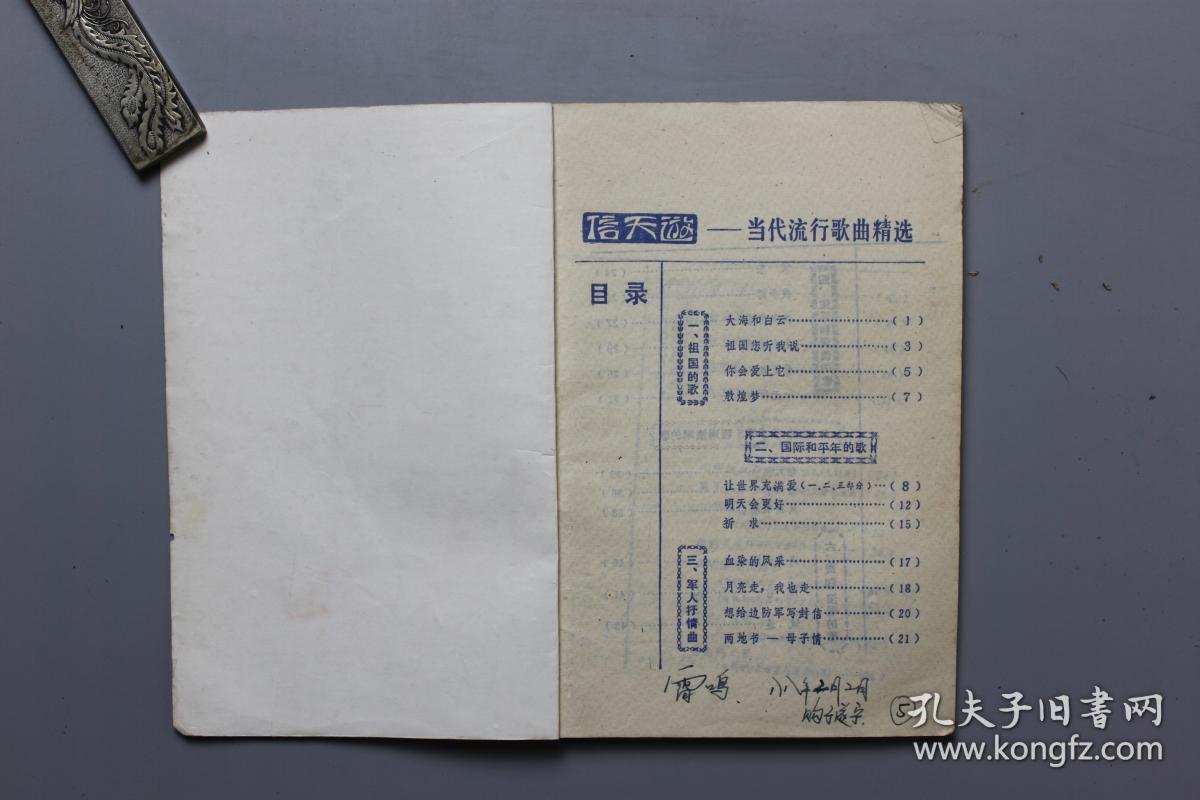 信天游 —— 当代流行歌曲精选
目录
一、祖国的歌
大海和白云………………( 1 )
祖国您听我说……………( 3 )
你会爱上它………………( 5 )
敦煌梦……………………( 7 )
二、国际和平年的歌
让世界充满爱(一、二、三部分)…( 8 )
明天会更好………………(12)
祈　求……………………(15)
三、军人抒情曲
血染的风采………………(17)
月亮走，我也走…………(18)
想给边防军写封信………(20)
两地书 — 母子情…………(21)
5
孔夫子旧书网
www.kongfz.com